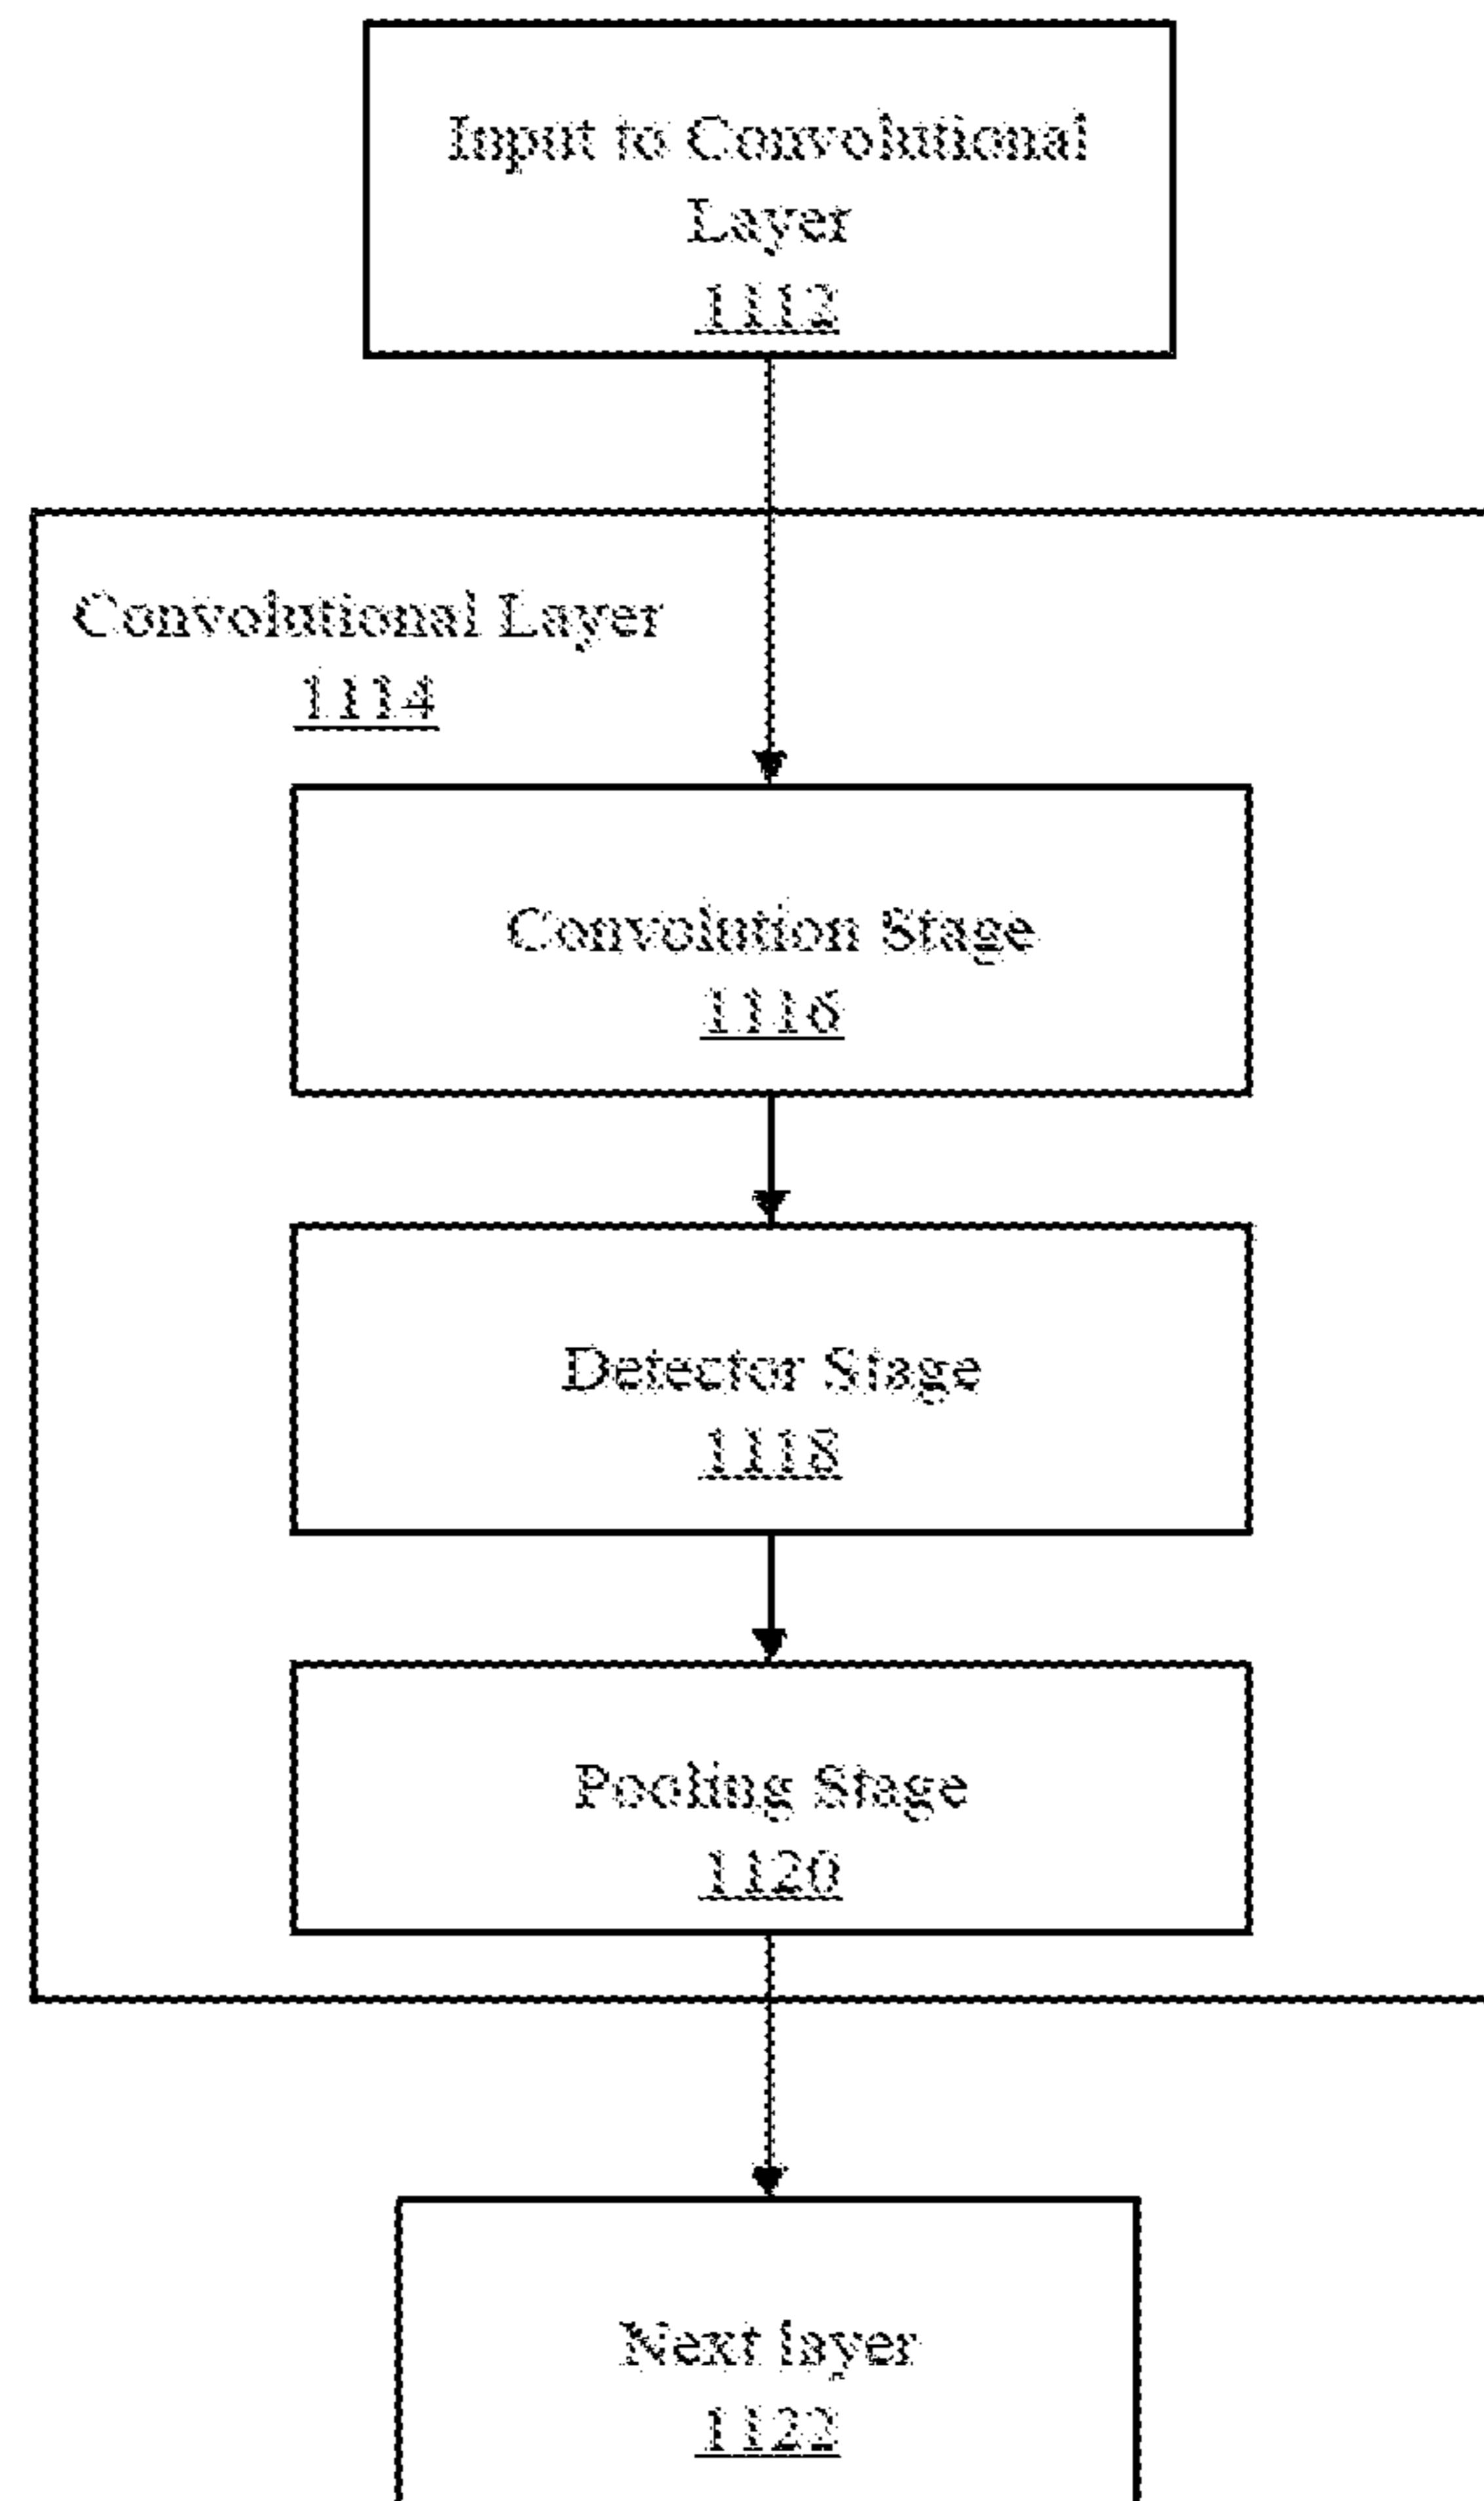 Input to Convolutional
Layer
1112
Convolutional Layer
1114
Convolution Stage
1116
Detector Stage
1118
Pooling Stage
1120
Next layer
1122